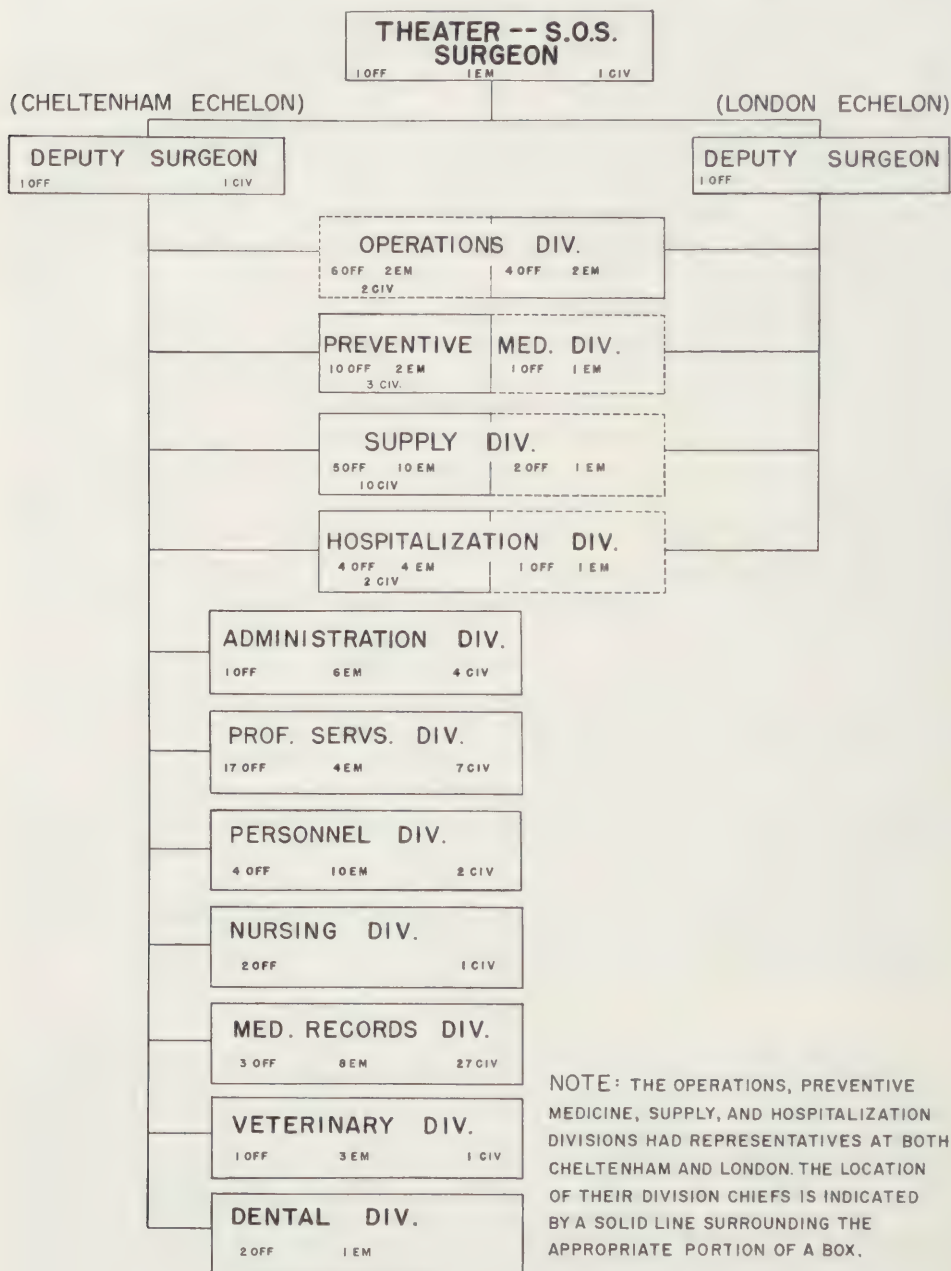 THEATER -- S.O.S.
SURGEON
1 OFF 1 EM 1 CIV
(CHELTENHAM ECHELON) (LONDON ECHELON)
DEPUTY SURGEON
1 OFF 1 CIV
DEPUTY SURGEON
1 OFF
OPERATIONS DIV.
6 OFF 2 EM 4 OFF 2 EM
2 CIV
PREVENTIVE MED. DIV.
10 OFF 2 EM 1 OFF 1 EM
3 CIV.
SUPPLY DIV.
5 OFF 10 EM 2 OFF 1 EM
10 CIV
HOSPITALIZATION DIV.
4 OFF 4 EM 1 OFF 1 EM
2 CIV
ADMINISTRATION DIV.
1 OFF 6 EM 4 CIV
PROF. SERVS. DIV.
17 OFF 4 EM 7 CIV
PERSONNEL DIV.
4 OFF 10 EM 2 CIV
NURSING DIV.
2 OFF 1 CIV
MED. RECORDS DIV.
3 OFF 8 EM 27 CIV
VETERINARY DIV.
1 OFF 3 EM 1 CIV
DENTAL DIV.
2 OFF 1 EM
NOTE: THE OPERATIONS, PREVENTIVE
MEDICINE, SUPPLY, AND HOSPITALIZATION
DIVISIONS HAD REPRESENTATIVES AT BOTH
CHELTENHAM AND LONDON. THE LOCATION
OF THEIR DIVISION CHIEFS IS INDICATED
BY A SOLID LINE SURROUNDING THE
APPROPRIATE PORTION OF A BOX.